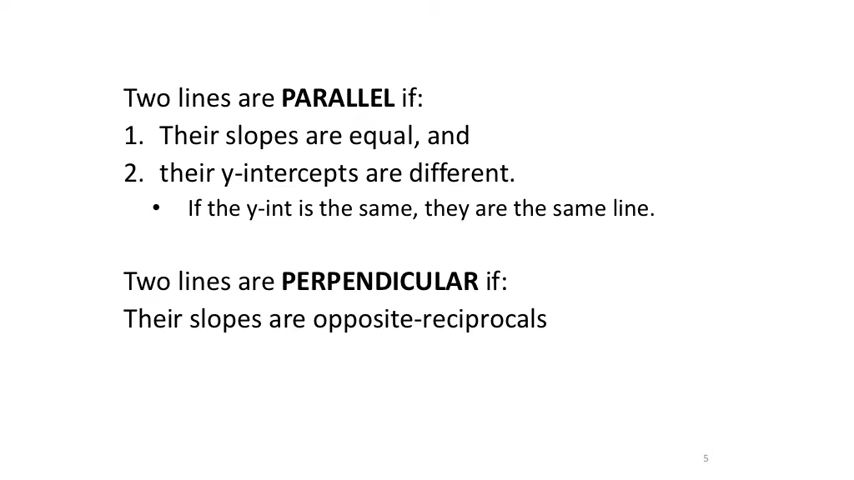 Two lines are PARALLEL if:
1. Their slopes are equal, and
2. their y-intercepts are different.
• If the y-int is the same, they are the same line.
Two lines are PERPENDICULAR if:
Their slopes are opposite-reciprocals
5